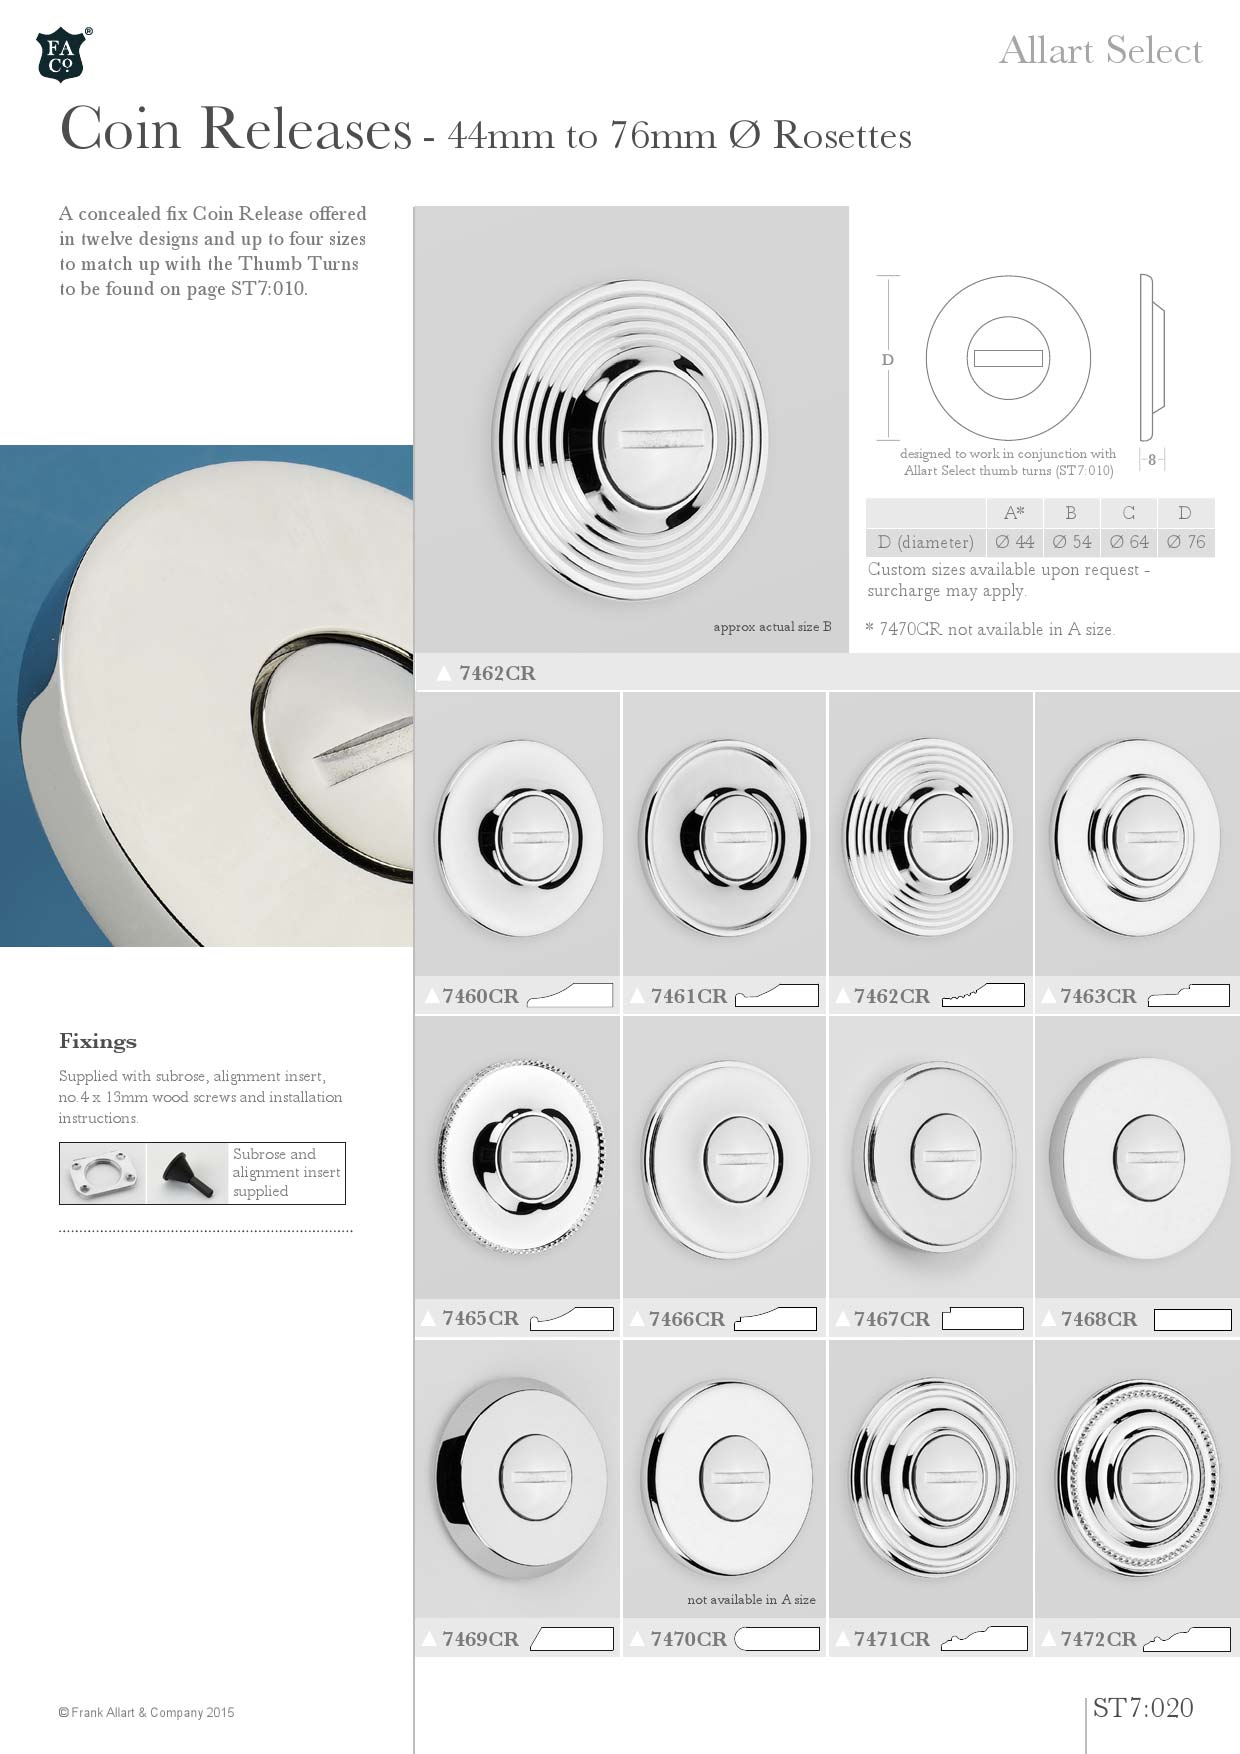 FA
Co.
®
Allart Select
Coin Releases - 44mm to 76mm Ø Rosettes
A concealed fix Coin Release offered
in twelve designs and up to four sizes
to match up with the Thumb Turns
to be found on page ST7:010.
approx actual size B
D
8
designed to work in conjunction with
Allart Select thumb turns (ST7:010)
A* B C D
D (diameter) Ø 44 Ø 54 Ø 64 Ø 76
Custom sizes available upon request -
surcharge may apply.
* 7470CR not available in A size.
7462CR
7460CR 7461CR 7462CR 7463CR
Fixings
Supplied with subrose, alignment insert,
no.4 x 13mm wood screws and installation
instructions.
Subrose and
alignment insert
supplied
7465CR 7466CR 7467CR 7468CR
not available in A size
7469CR 7470CR 7471CR 7472CR
© Frank Allart & Company 2015
ST7:020